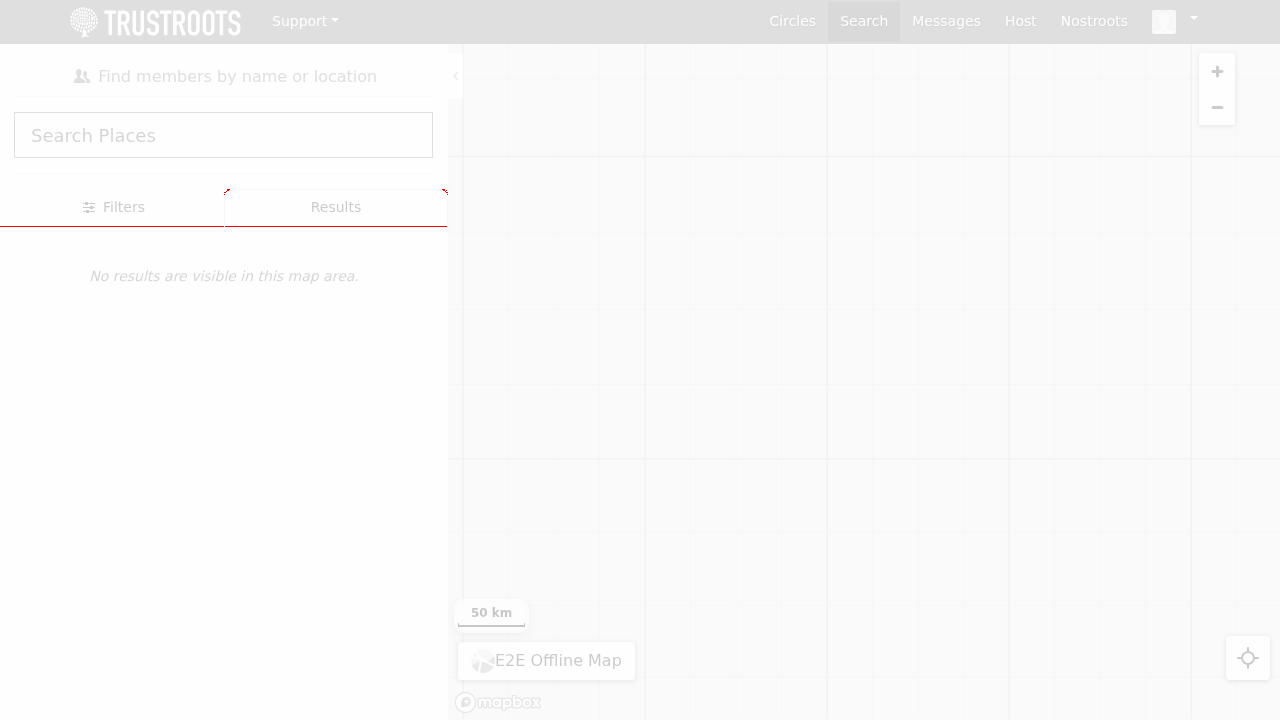 TRUSTROOTS
Support
Circles
Search
Messages
Host
Nostroots
Find members by name or location
Search Places
Filters
Results
No results are visible in this map area.
50 km
E2E Offline Map
mapbox